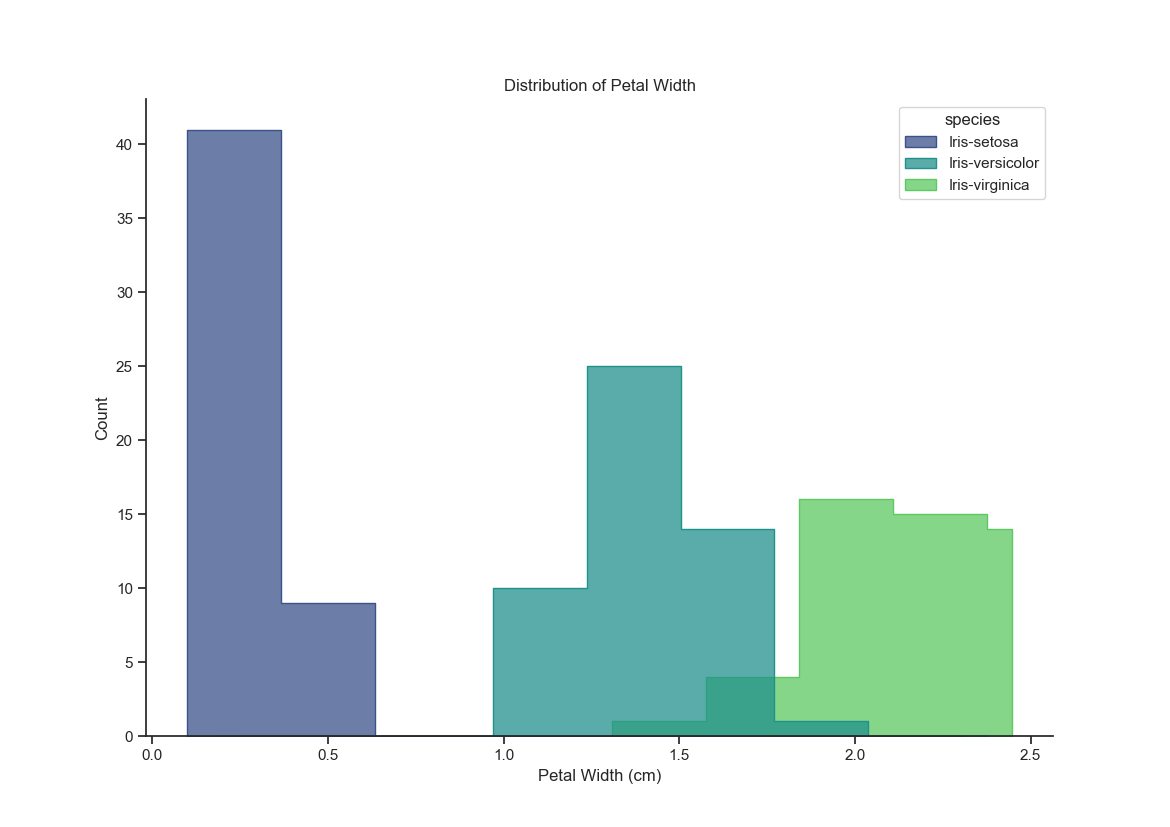 Distribution of Petal Width
species
Iris-setosa
Iris-versicolor
Iris-virginica
40
35
30
25
20
15
10
5
0
Count
0.0 0.5 1.0 1.5 2.0 2.5
Petal Width (cm)